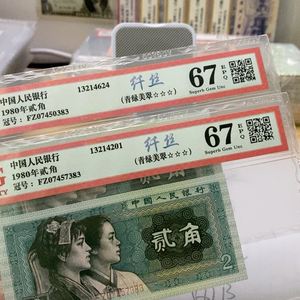 中国人民银行 13214624 纤丝 67 EPQ
1980年贰角 Superb Gem Unc
冠号: FZ07450383 (青绿美翠☆☆☆)
中国人民银行 13214201 纤丝 67 EPQ
1980年贰角 Superb Gem Unc
冠号: FZ07457383 (青绿美翠☆☆☆)
中国人民银行
贰角
2